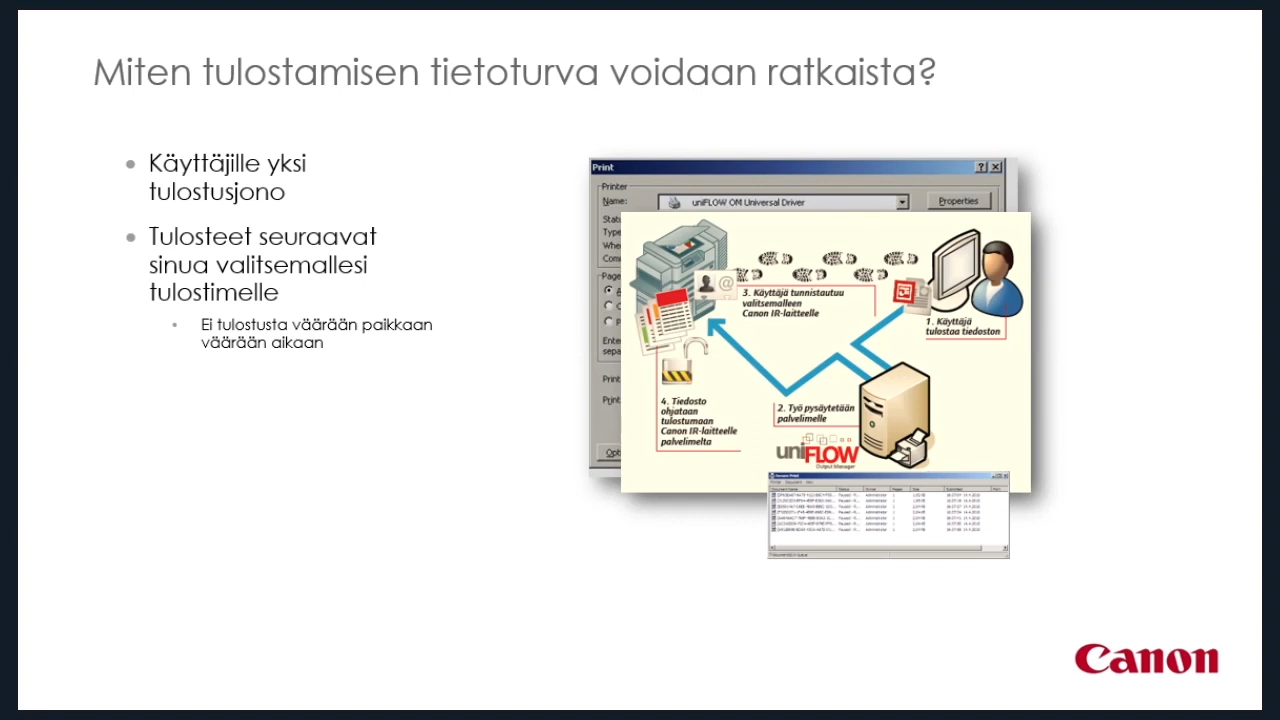 Miten tulostamisen tietoturva voidaan ratkaista?
Käyttäjille yksi
tulostusjono
Tulosteet seuraavat
sinua valitsemallesi
tulostimelle
Ei tulostusta väärään paikkaan
väärään aikaan
Print
Printer
Name:
uniFLOW OM Universal Driver
Properties
3. Käyttäjä tunnistautuu
valitsemalleen
Canon IR-laitteelle
1. Käyttäjä
tulostaa tiedoston
4. Tiedosto
ohjataan
tulostumaan
Canon IR-laitteelle
palvelimelta
2. Työ pysäytetään
palvelimelle
uniFLOW
Output Manager
Canon